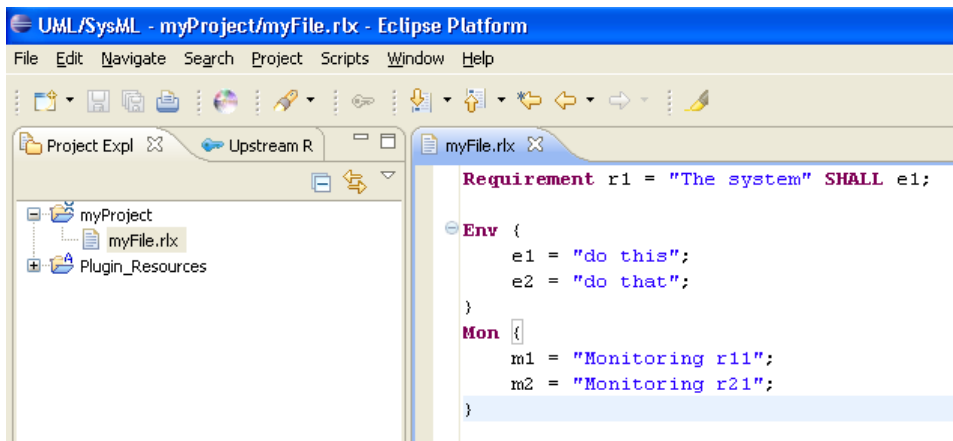 UML/SysML - myProject/myFile.rlx - Eclipse Platform
File Edit Navigate Search Project Scripts Window Help
Project Expl Upstream R
myProject
myFile.rlx
Plugin_Resources
myFile.rlx
Requirement r1 = "The system" SHALL e1;
Env {
e1 = "do this";
e2 = "do that";
}
Mon {
m1 = "Monitoring r11";
m2 = "Monitoring r21";
}